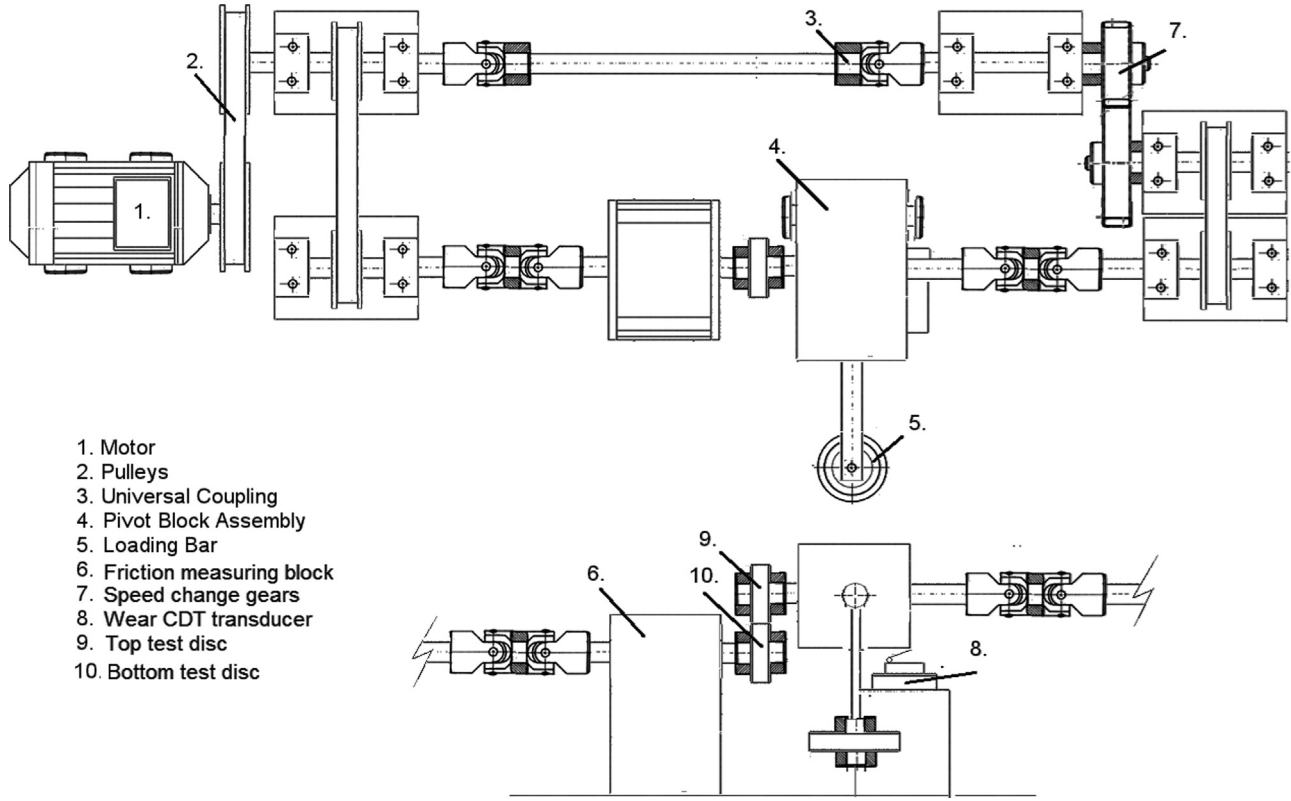 3.
7.
2.
4.
1.
5.
1. Motor
2. Pulleys
3. Universal Coupling
4. Pivot Block Assembly
5. Loading Bar
6. Friction measuring block
7. Speed change gears
8. Wear CDT transducer
9. Top test disc
10. Bottom test disc
9.
10.
6.
8.